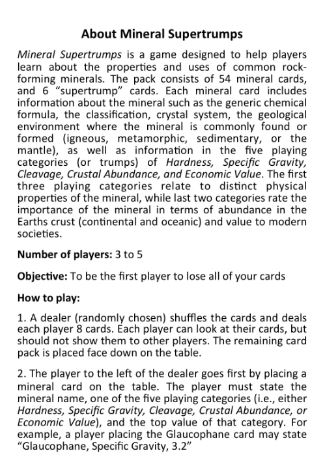 About Mineral Supertrumps
Mineral Supertrumps is a game designed to help players
learn about the properties and uses of common rock-
forming minerals. The pack consists of 54 mineral cards,
and 6 “supertrump” cards. Each mineral card includes
information about the mineral such as the generic chemical
formula, the classification, crystal system, the geological
environment where the mineral is commonly found or
formed (igneous, metamorphic, sedimentary, or the
mantle), as well as information in the five playing
categories (or trumps) of Hardness, Specific Gravity,
Cleavage, Crustal Abundance, and Economic Value. The first
three playing categories relate to distinct physical
properties of the mineral, while last two categories rate the
importance of the mineral in terms of abundance in the
Earths crust (continental and oceanic) and value to modern
societies.
Number of players: 3 to 5
Objective: To be the first player to lose all of your cards
How to play:
1. A dealer (randomly chosen) shuffles the cards and deals
each player 8 cards. Each player can look at their cards, but
should not show them to other players. The remaining card
pack is placed face down on the table.
2. The player to the left of the dealer goes first by placing a
mineral card on the table. The player must state the
mineral name, one of the five playing categories (i.e., either
Hardness, Specific Gravity, Cleavage, Crustal Abundance, or
Economic Value), and the top value of that category. For
example, a player placing the Glaucophane card may state
“Glaucophane, Specific Gravity, 3.2”